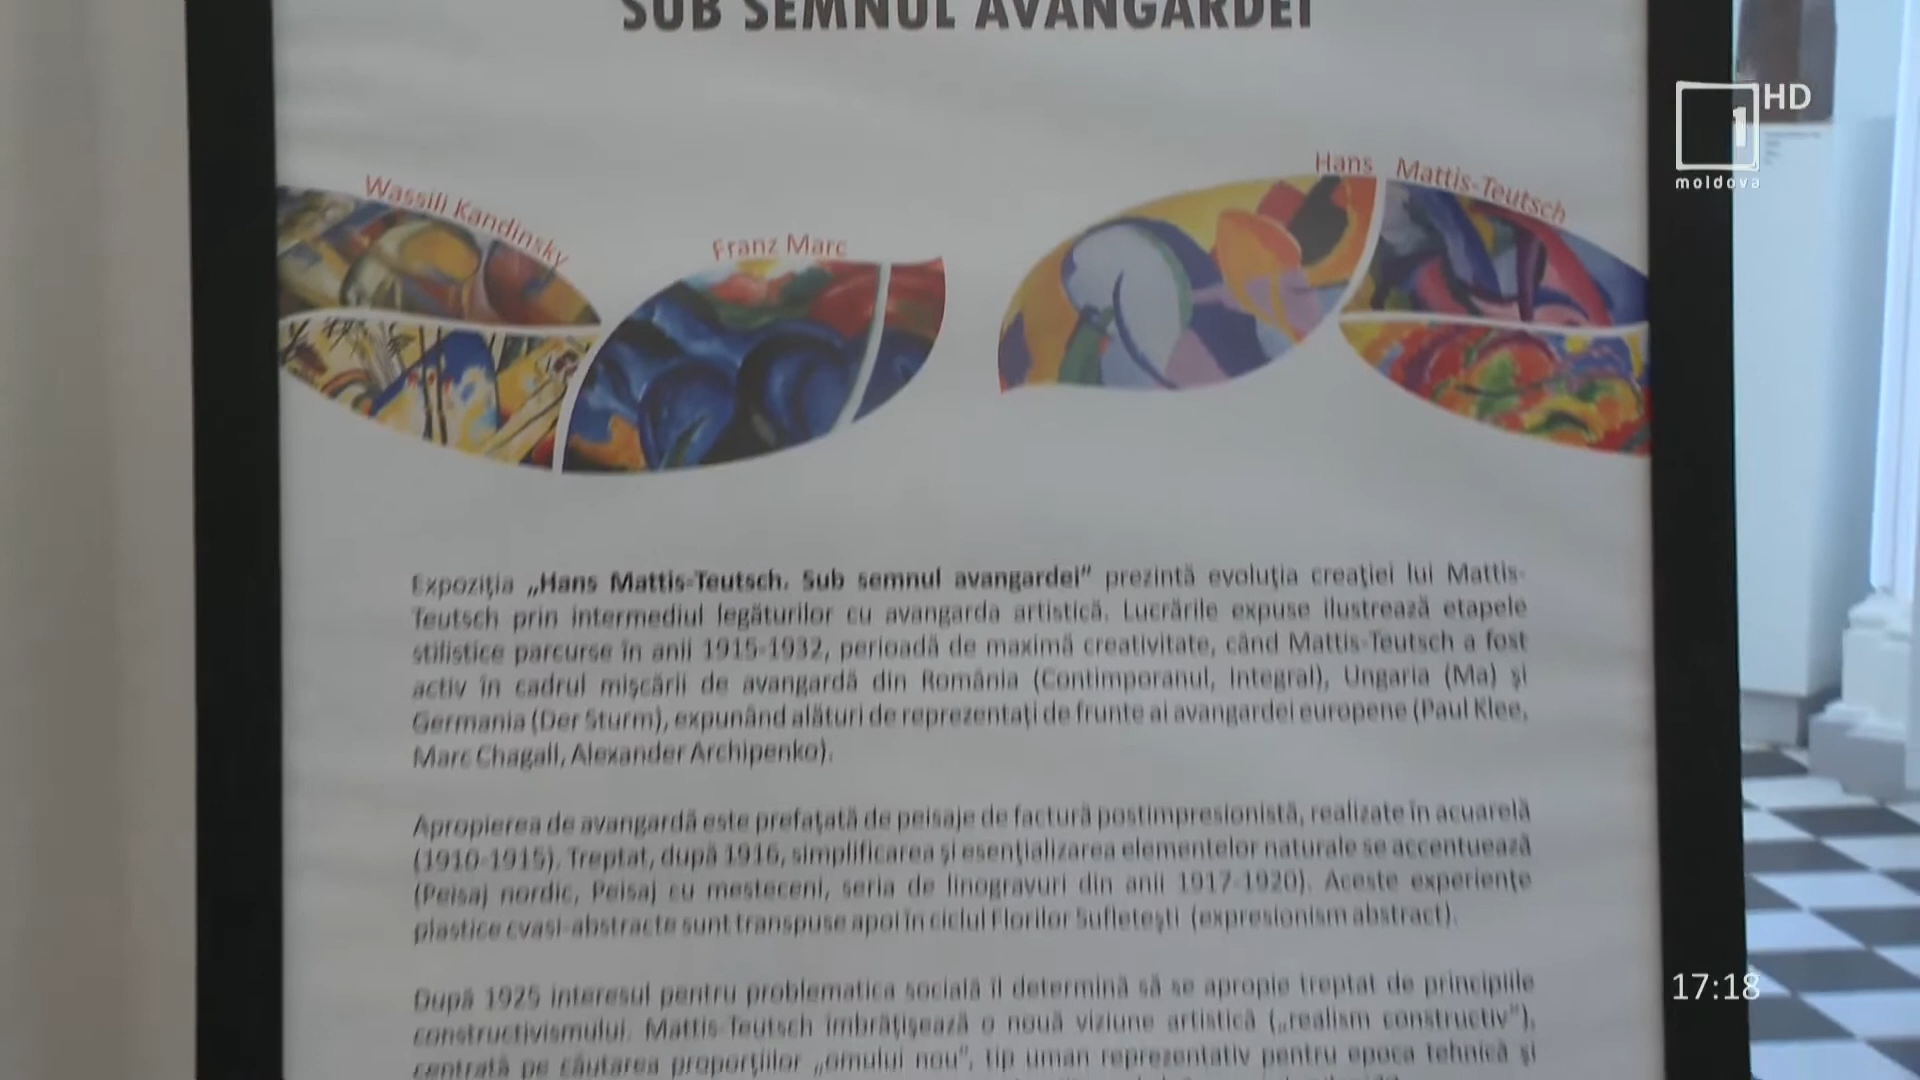 SUB SEMNUL AVANGARDEI
HD
1
moldova
Hans Mattis-Teutsch
Wassili Kandinsky
Franz Marc
Expoziția „Hans Mattis-Teutsch. Sub semnul avangardei" prezintă evoluția creației lui Mattis-
Teutsch prin intermediul legăturilor cu avangarda artistică. Lucrările expuse ilustrează etapele
stilistice parcurse în anii 1915-1932, perioadă de maximă creativitate, când Mattis-Teutsch a fost
activ în cadrul mișcării de avangardă din România (Contimporanul, Integral), Ungaria (Ma) și
Germania (Der Sturm), expunând alături de reprezentați de frunte ai avangardei europene (Paul Klee,
Marc Chagall, Alexander Archipenko).
Apropierea de avangardă este prefațată de peisaje de factură postimpresionistă, realizate în acuarelă
(1910-1915). Treptat, după 1916, simplificarea și esențializarea elementelor naturale se accentuează
(Peisaj nordic, Peisaj cu mesteceni, seria de linogravuri din anii 1917-1920). Aceste experiențe
plastice cvasi-abstracte sunt transpuse apoi în ciclul Florilor Sufletești (expresionism abstract).
După 1925 interesul pentru problematica socială îl determină să se apropie treptat de principiile
constructivismului. Mattis-Teutsch îmbrățișează o nouă viziune artistică („realism constructiv"),
centrată pe căutarea proporțiilor „omului nou", tip uman reprezentativ pentru epoca tehnică și
17:18